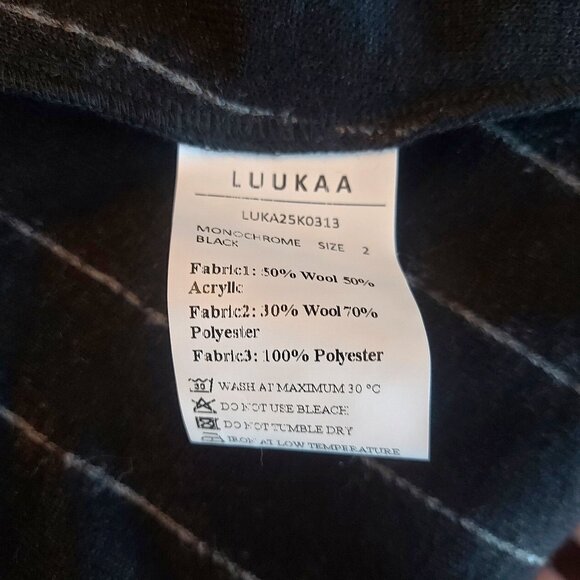 LUUKAA
LUKA25K0313
MONOCHROME SIZE 2
BLACK
Fabric1: 50% Wool 50%
Acrylic
Fabric2: 30% Wool 70%
Polyester
Fabric3: 100% Polyester
30 WASH AT MAXIMUM 30 °C
DO NOT USE BLEACH
DO NOT TUMBLE DRY
IRON AT LOW TEMPERATURE